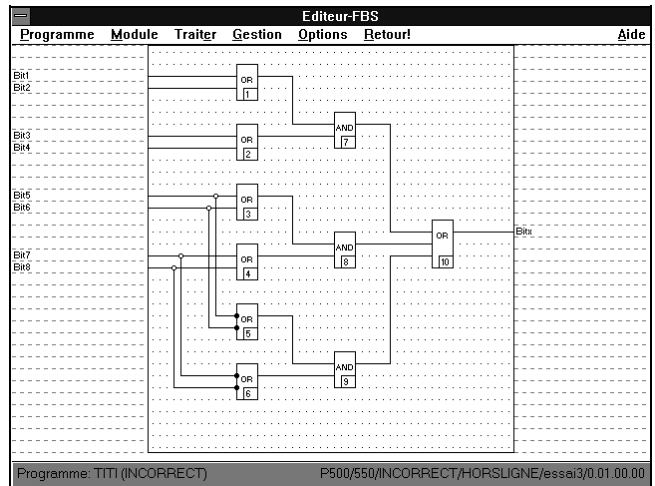 Editeur-FBS
Programme Module Traiter Gestion Options Retour! Aide
Bit1
Bit2
OR
1
AND
7
Bit3
Bit4
OR
2
Bit5
Bit6
OR
3
OR
10
Bitx
AND
8
Bit7
Bit8
OR
4
OR
5
AND
9
OR
6
Programme: TITI (INCORRECT) P500/550/INCORRECT/HORSLIGNE/essai3/0.01.00.00